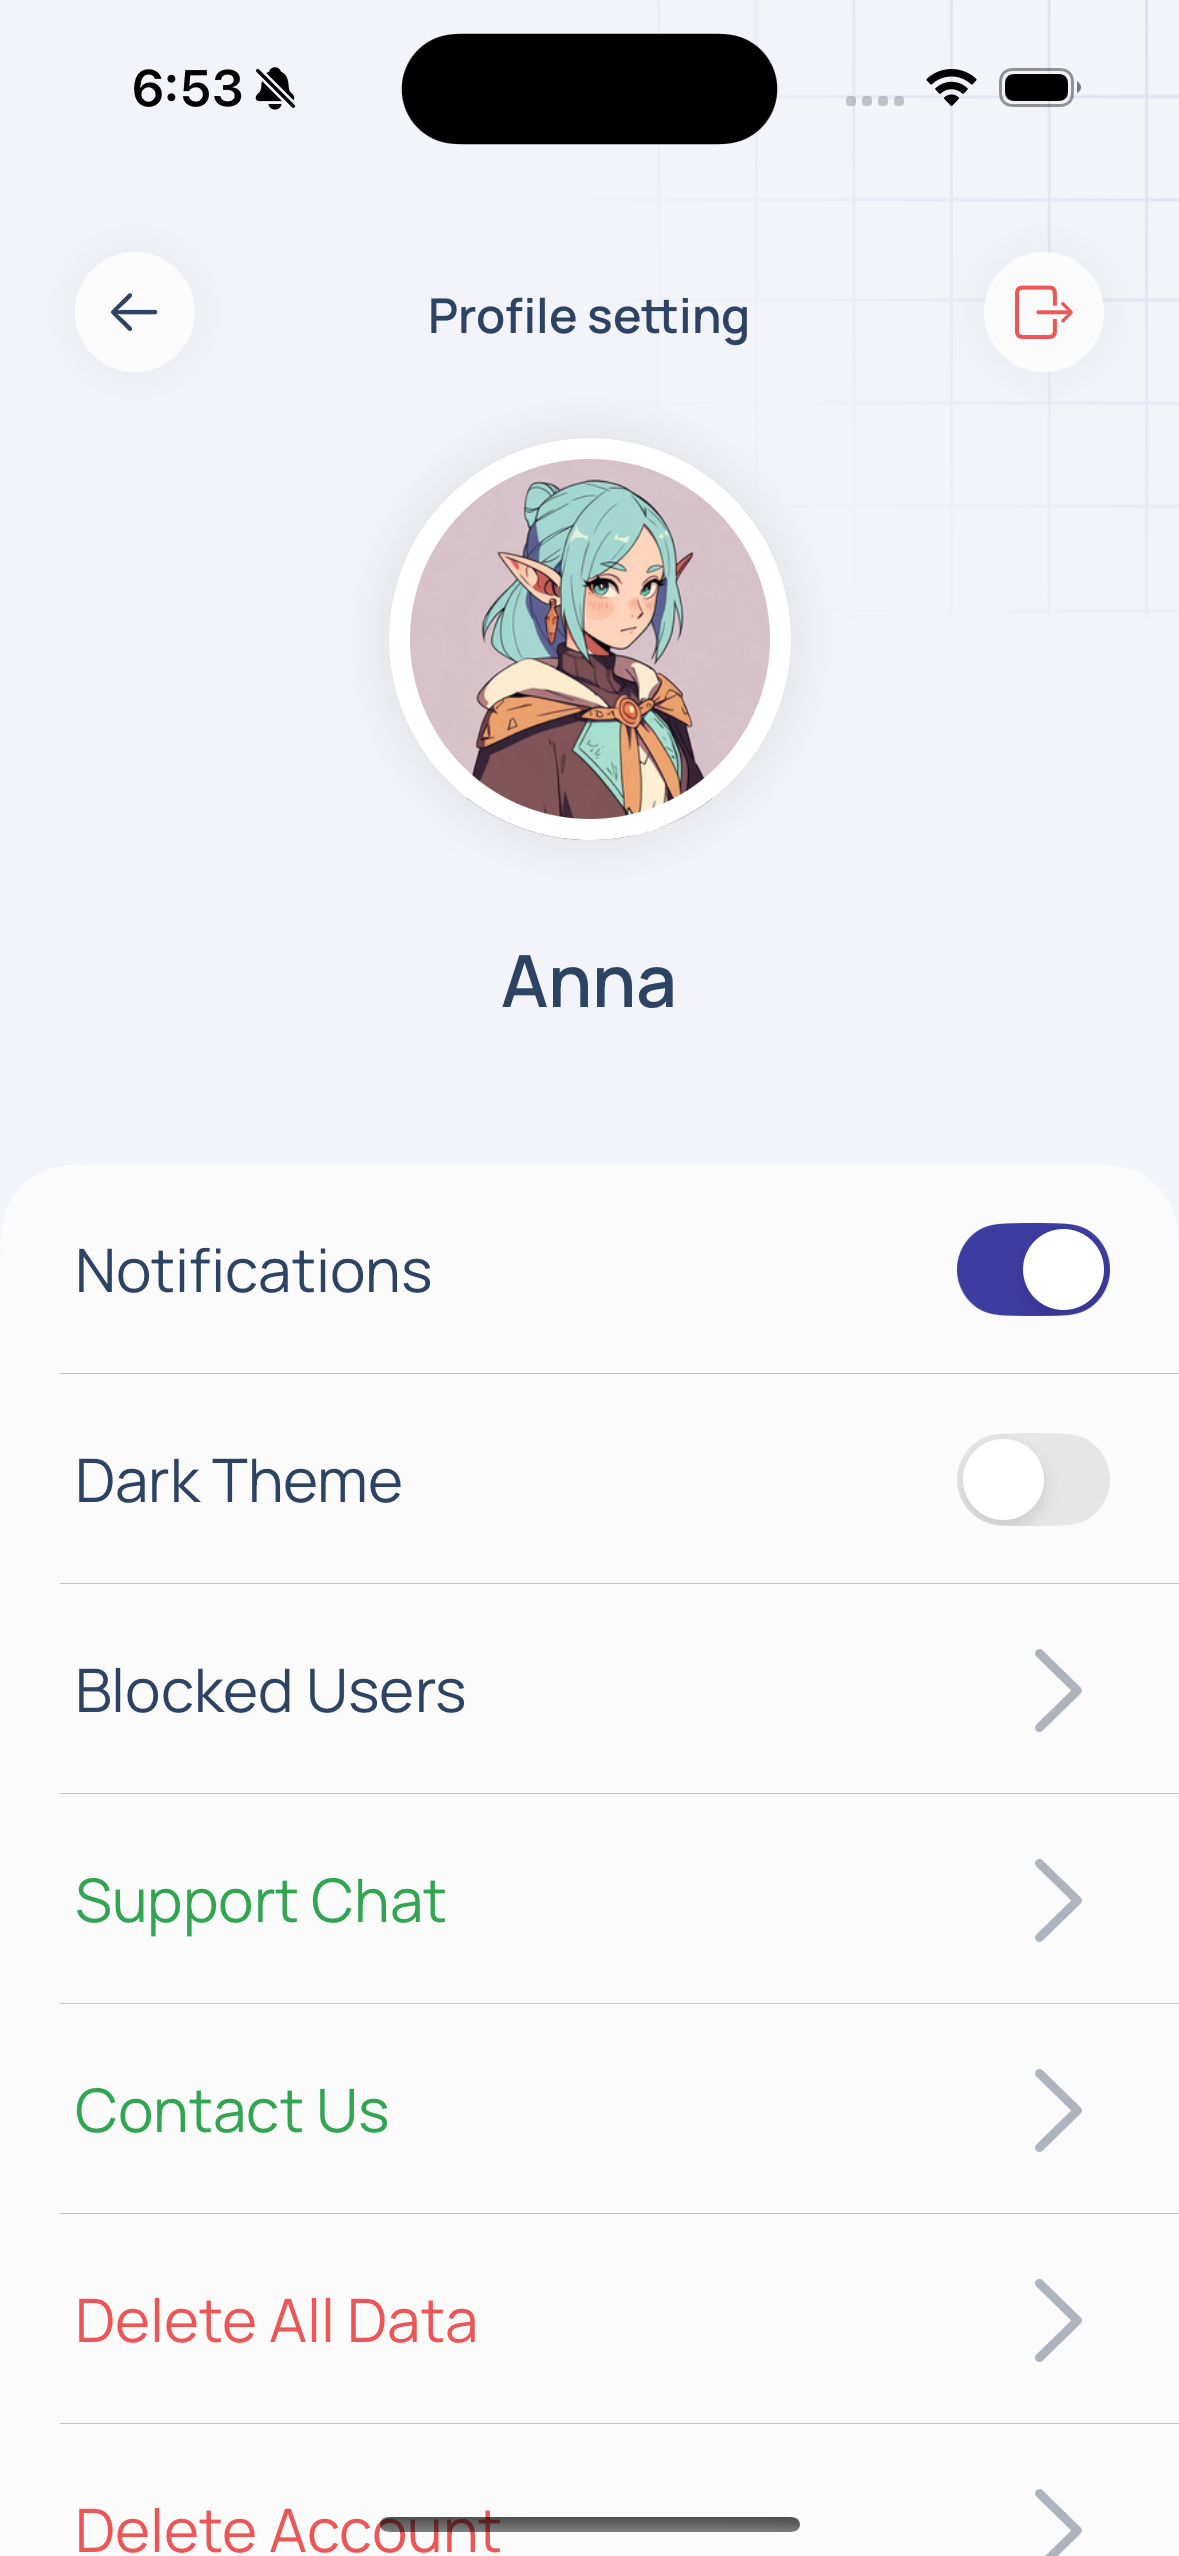 6:53
Profile setting
Anna
Notifications
Dark Theme
Blocked Users
Support Chat
Contact Us
Delete All Data
Delete Account